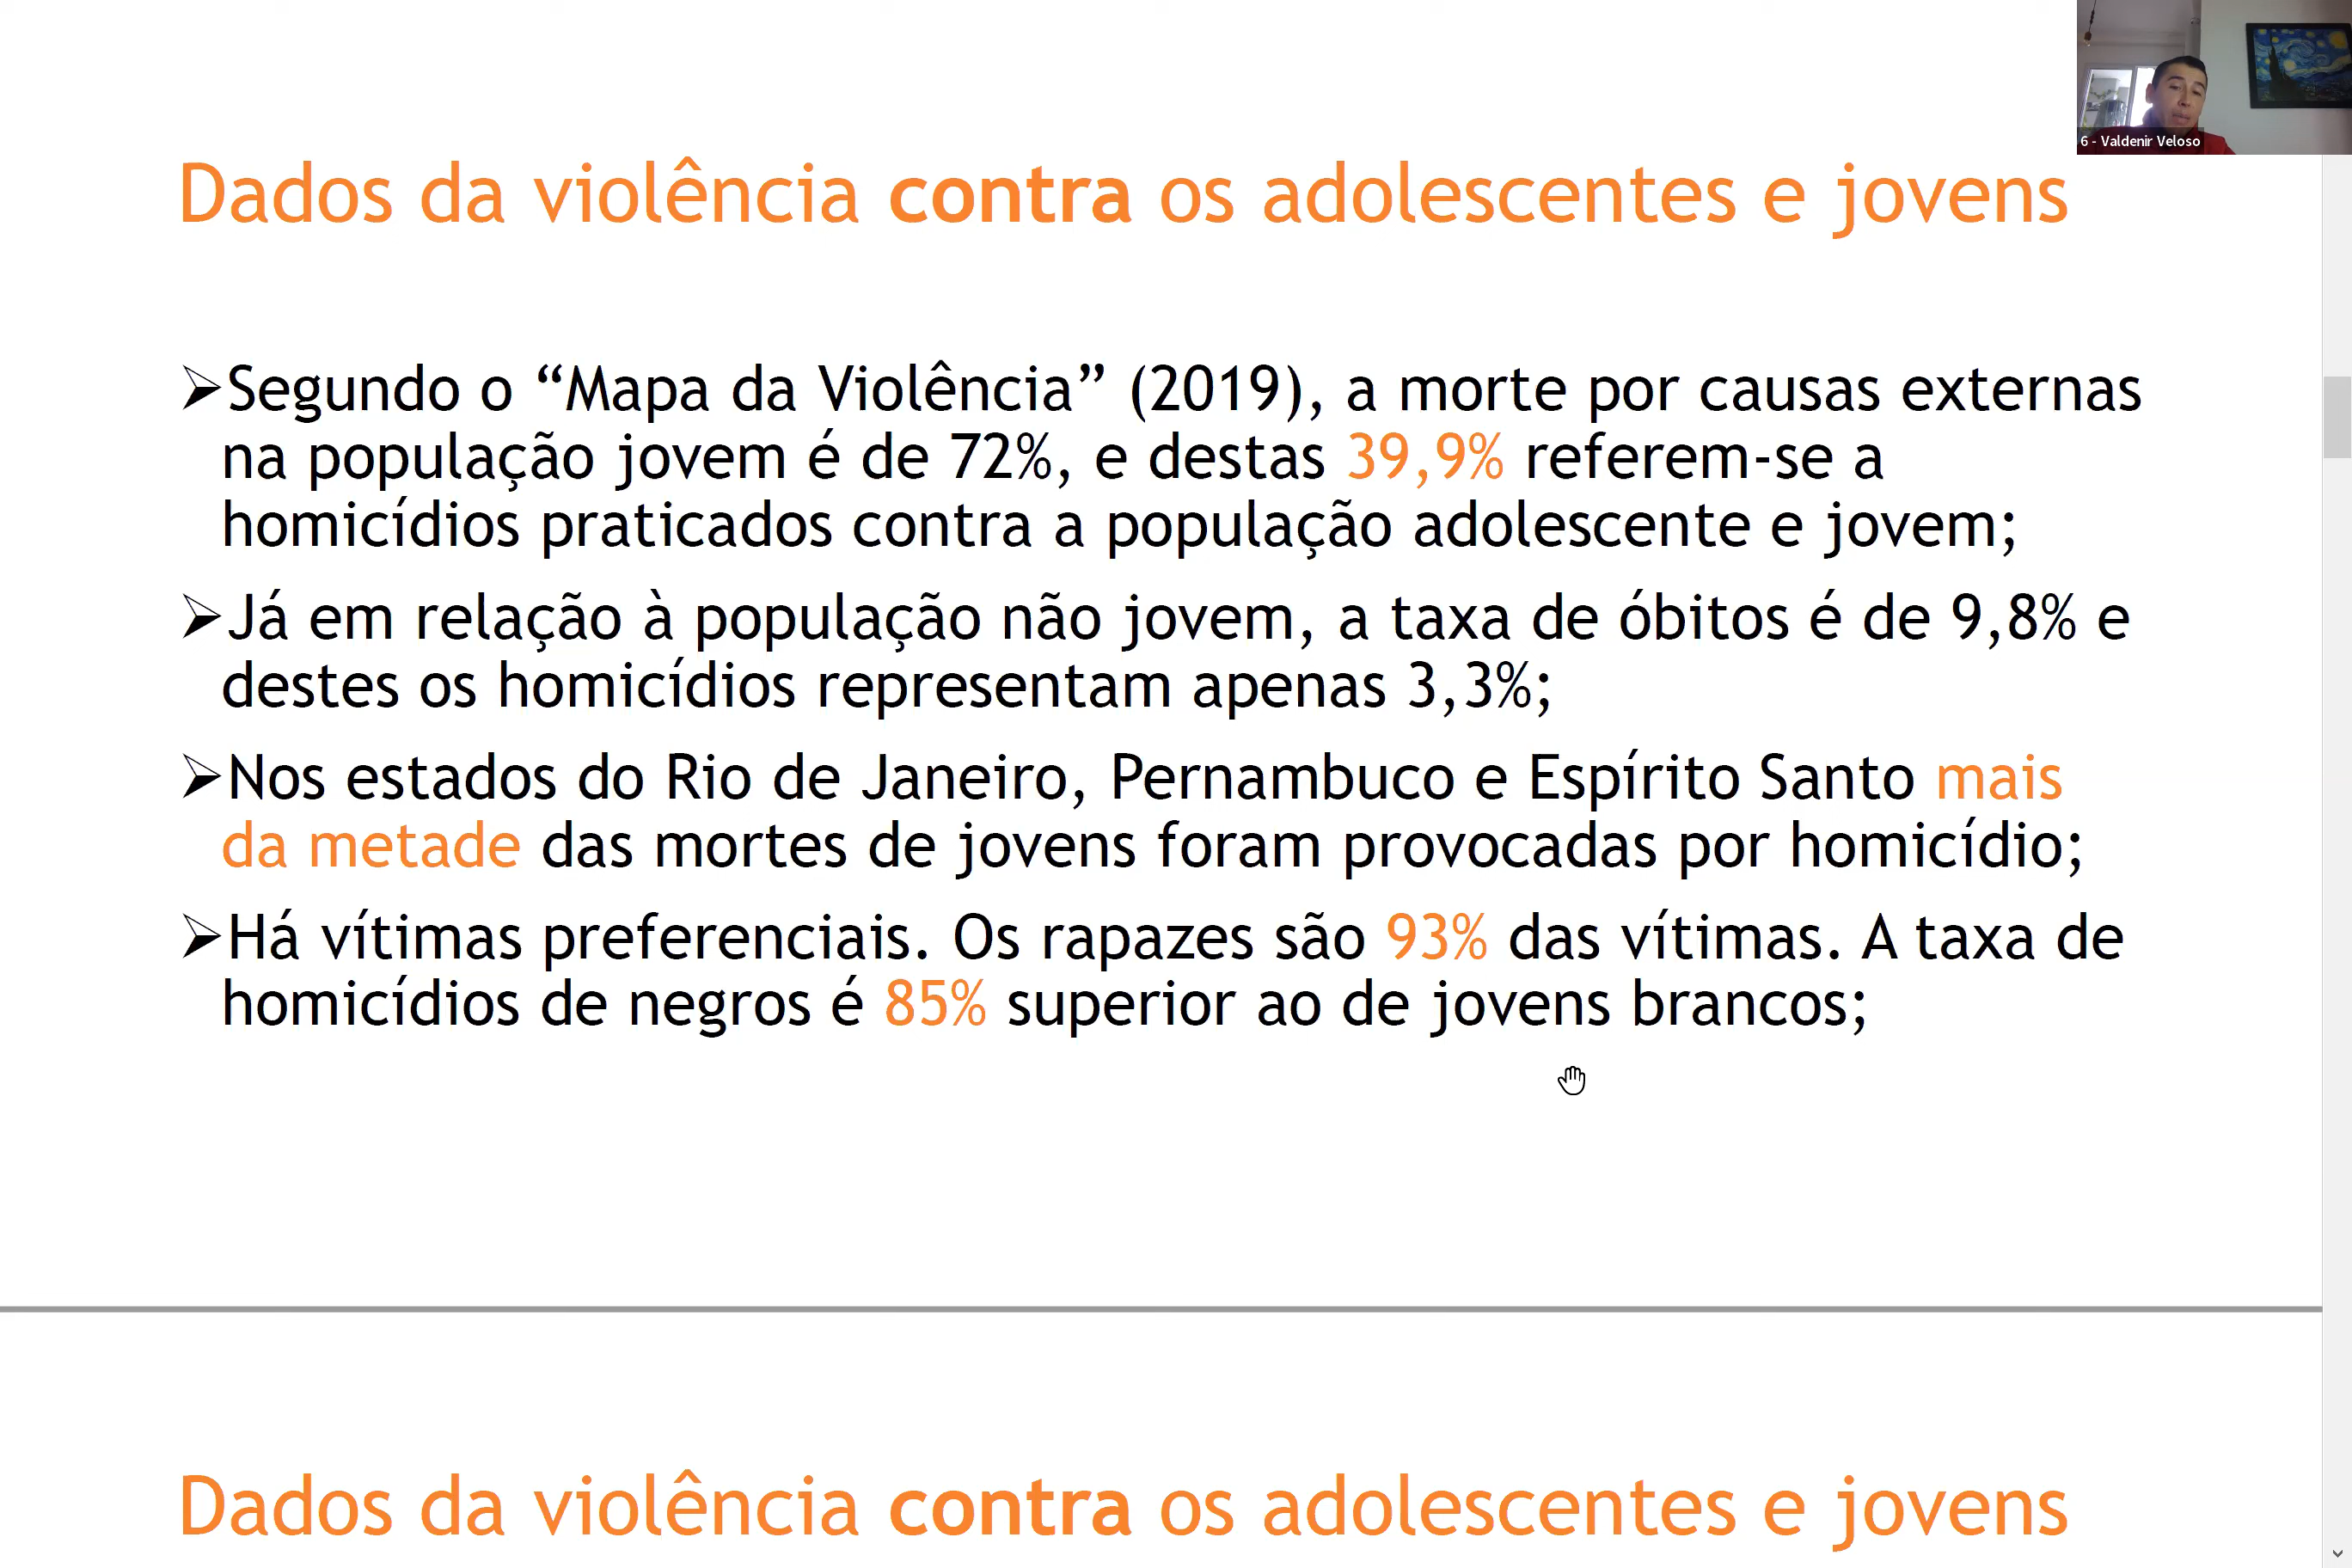 6 - Valdenir Veloso
Dados da violência contra os adolescentes e jovens
➢Segundo o “Mapa da Violência” (2019), a morte por causas externas
na população jovem é de 72%, e destas 39,9% referem-se a
homicídios praticados contra a população adolescente e jovem;
➢Já em relação à população não jovem, a taxa de óbitos é de 9,8% e
destes os homicídios representam apenas 3,3%;
➢Nos estados do Rio de Janeiro, Pernambuco e Espírito Santo mais
da metade das mortes de jovens foram provocadas por homicídio;
➢Há vítimas preferenciais. Os rapazes são 93% das vítimas. A taxa de
homicídios de negros é 85% superior ao de jovens brancos;
Dados da violência contra os adolescentes e jovens